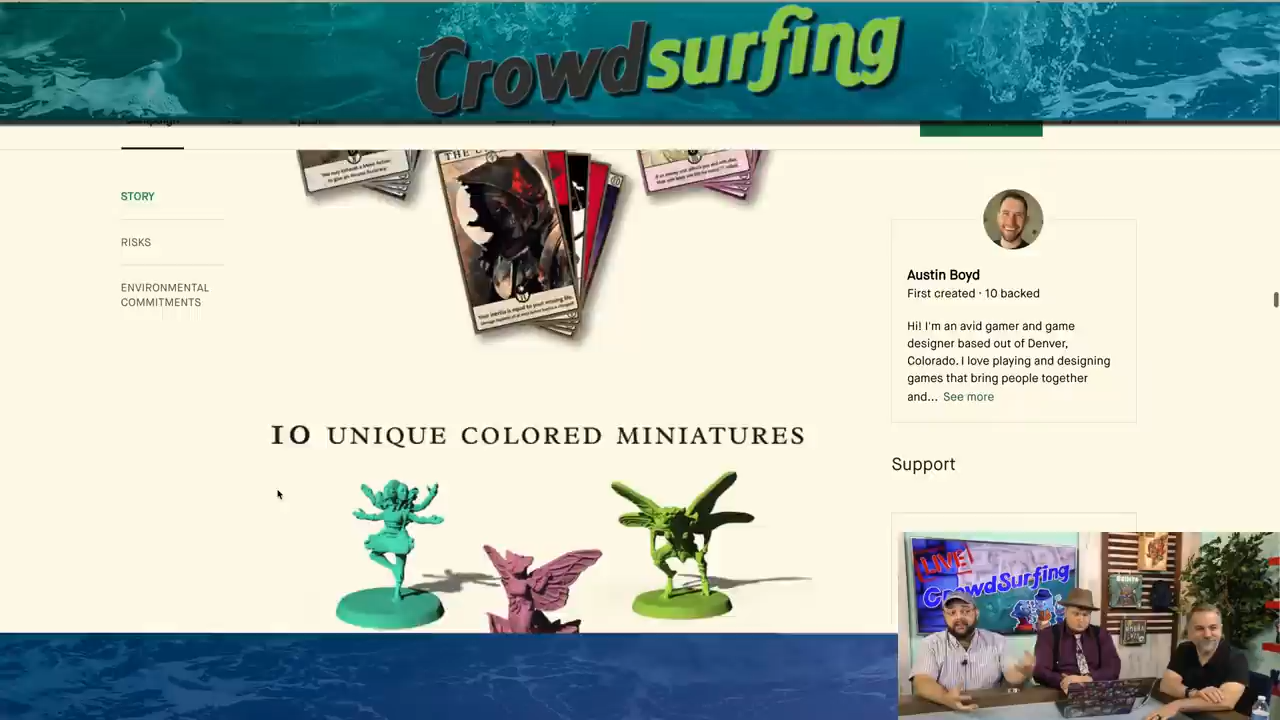 Crowdsurfing
STORY
RISKS
ENVIRONMENTAL
COMMITMENTS
Austin Boyd
First created · 10 backed
Hi! I'm an avid gamer and game
designer based out of Denver,
Colorado. I love playing and designing
games that bring people together
and... See more
10 UNIQUE COLORED MINIATURES
Support
LIVE
CrowdSurfing